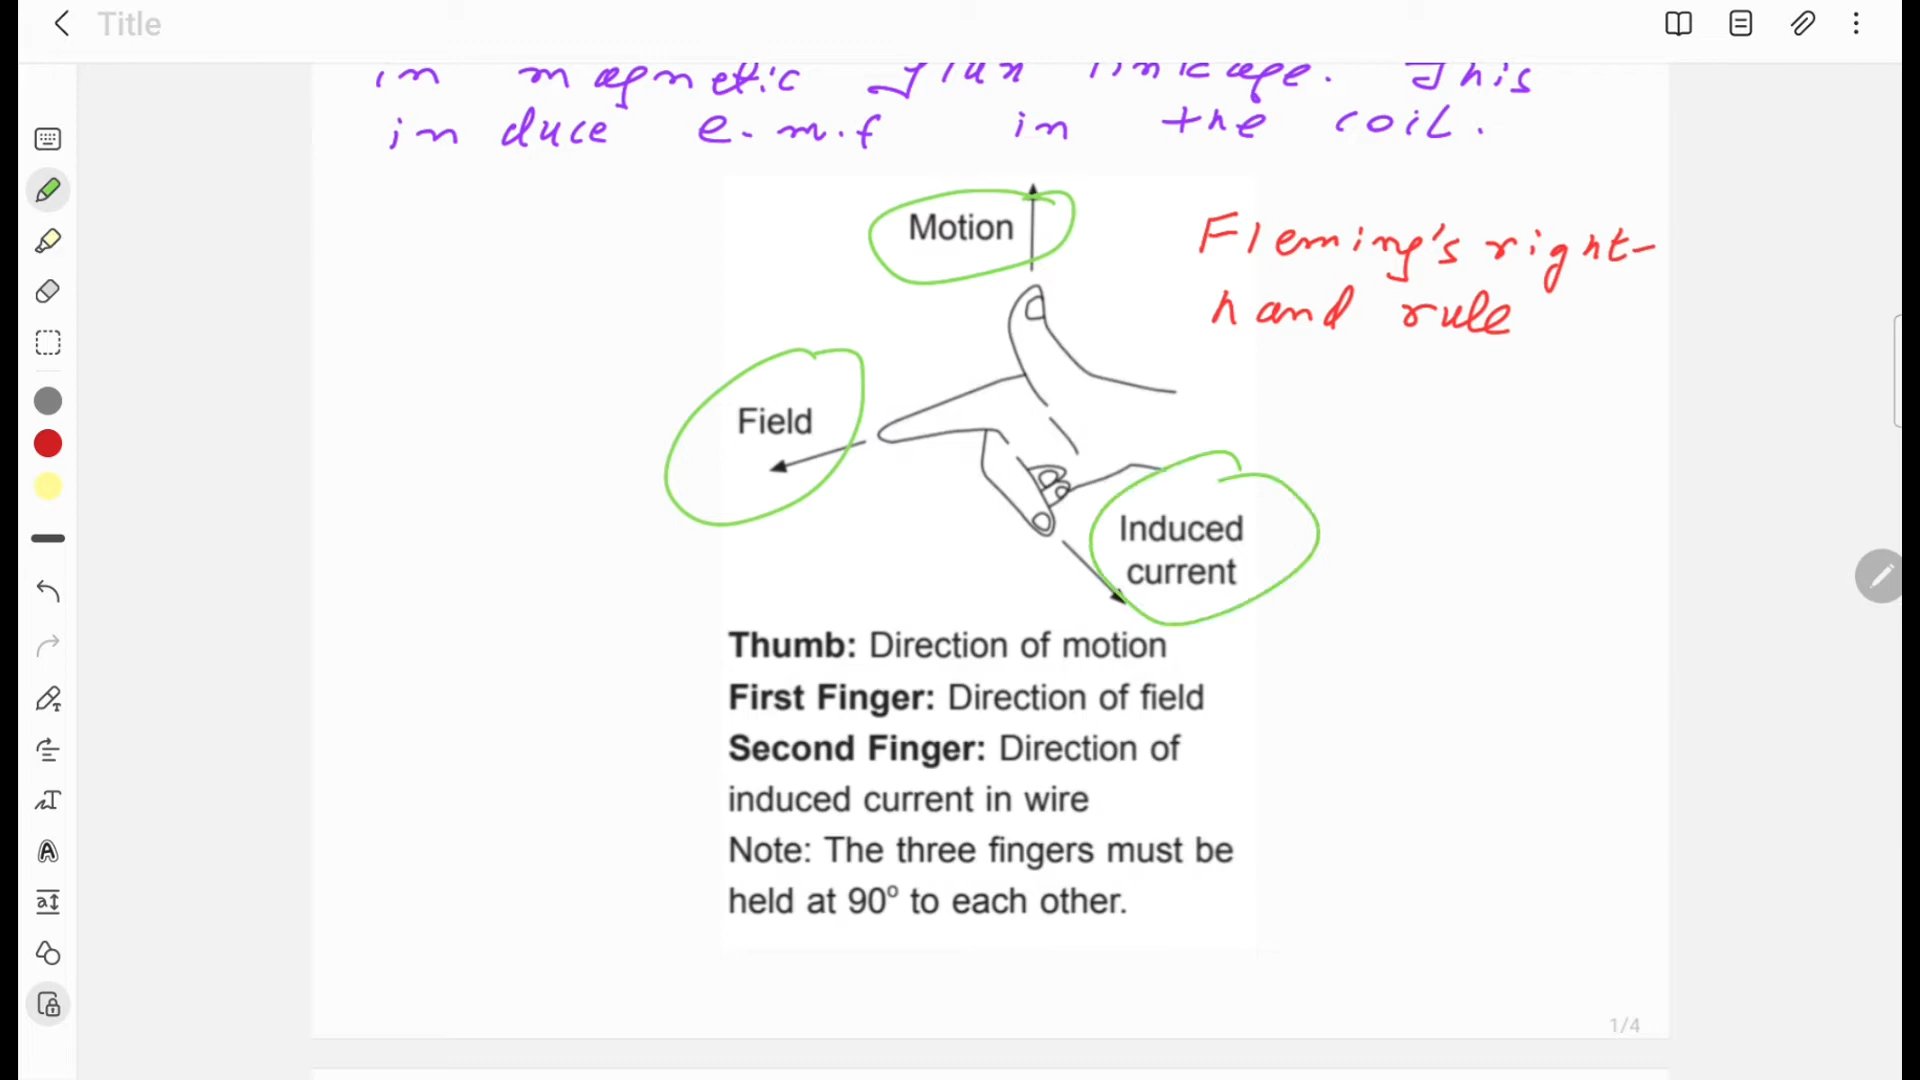 Title
in magnetic flux linkage. This
induce e.m.f in the coil.
Motion
Fleming's right-
hand rule
Field
Induced
current
Thumb: Direction of motion
First Finger: Direction of field
Second Finger: Direction of
induced current in wire
Note: The three fingers must be
held at 90° to each other.
1/4